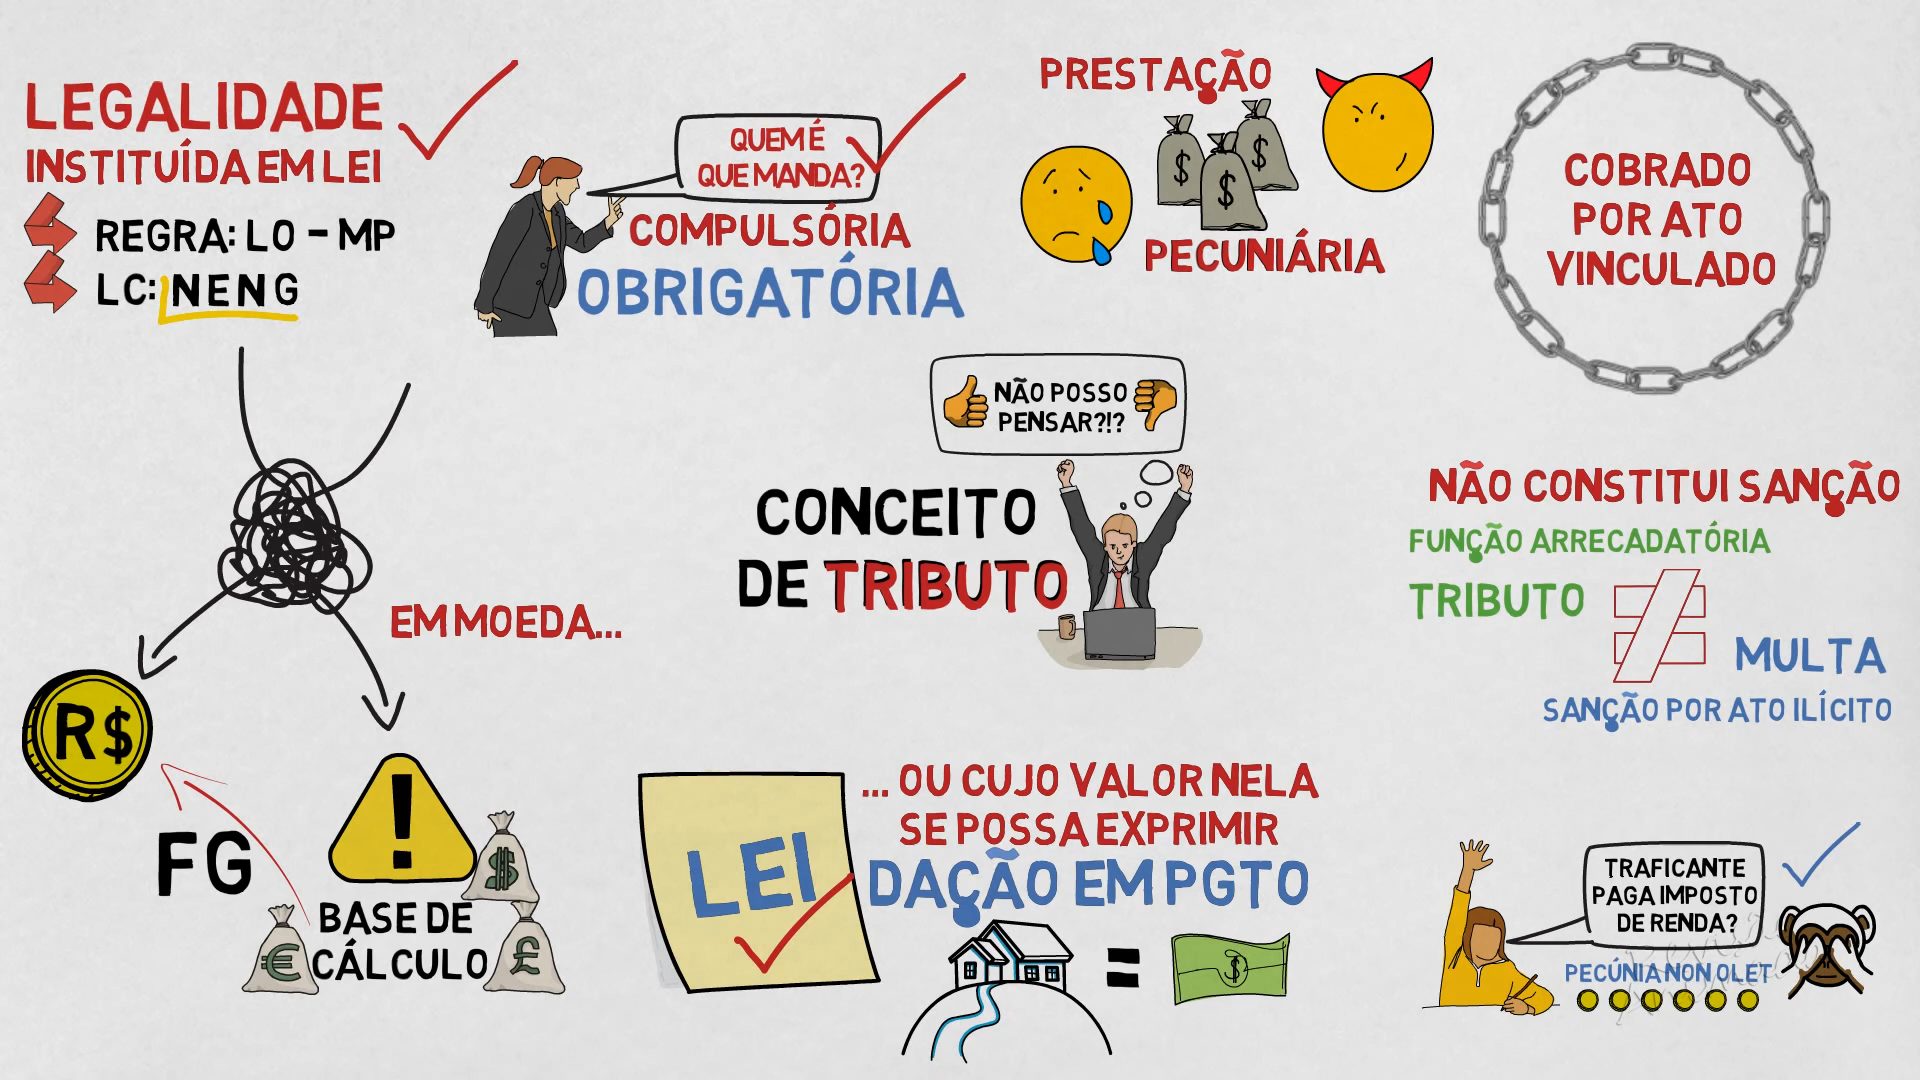 LEGALIDADE
INSTITUÍDA EM LEI
REGRA: LO - MP
LC: NENG
QUEM É
QUE MANDA?
COMPULSÓRIA
OBRIGATÓRIA
PRESTAÇÃO
$ $ $
PECUNIÁRIA
COBRADO
POR ATO
VINCULADO
NÃO POSSO
PENSAR?!?
CONCEITO
DE TRIBUTO
NÃO CONSTITUI SANÇÃO
FUNÇÃO ARRECADATÓRIA
TRIBUTO ≠
MULTA
SANÇÃO POR ATO ILÍCITO
EM MOEDA...
R$
FG
!
BASE DE
CÁLCULO
$
€
£
LEI
... OU CUJO VALOR NELA
SE POSSA EXPRIMIR
DAÇÃO EM PGTO
= $
TRAFICANTE
PAGA IMPOSTO
DE RENDA?
PECÚNIA NON OLET